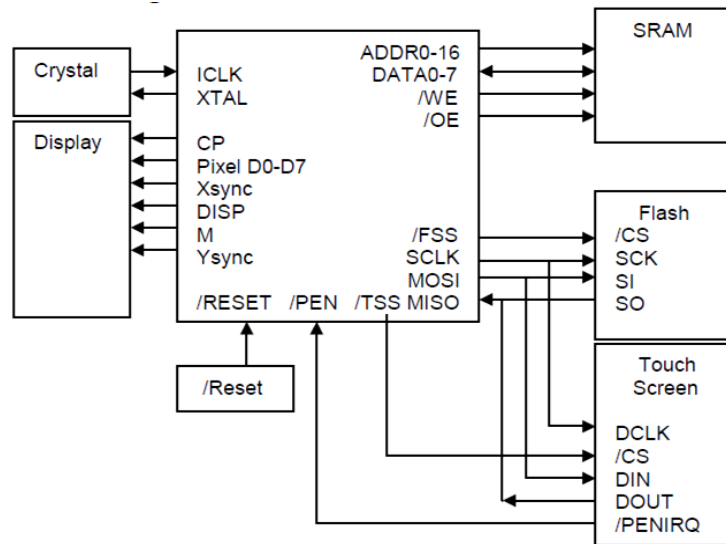 Crystal
ICLK
XTAL
Display
CP
Pixel D0-D7
Xsync
DISP
M
Ysync
ADDR0-16
DATA0-7
/WE
/OE
/FSS
SCLK
MOSI
/RESET /PEN /TSS MISO
/Reset
SRAM
Flash
/CS
SCK
SI
SO
Touch
Screen
DCLK
/CS
DIN
DOUT
/PENIRQ